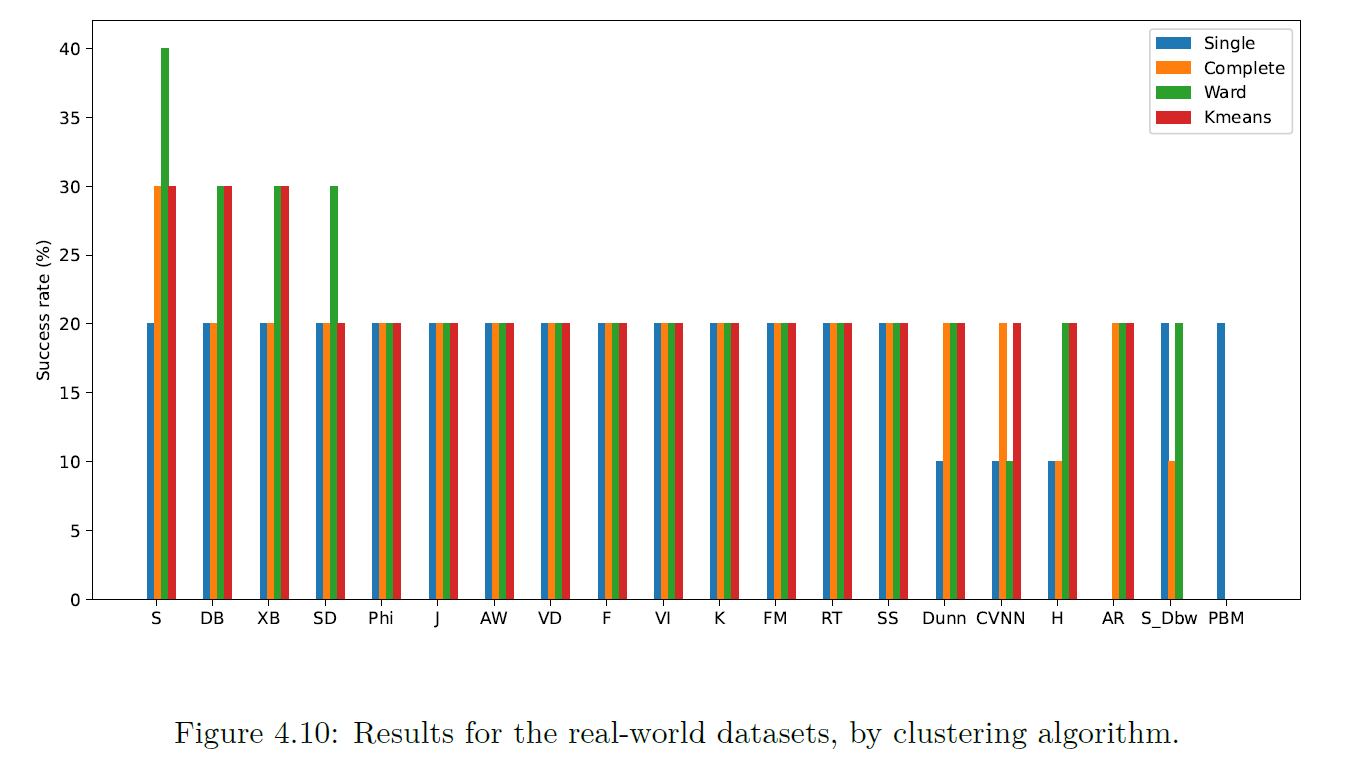 40
35
30
25
20
15
10
5
0
Success rate (%)
Single
Complete
Ward
Kmeans
S DB XB SD Phi J AW VD F VI K FM RT SS Dunn CVNN H AR S_Dbw PBM
Figure 4.10: Results for the real-world datasets, by clustering algorithm.